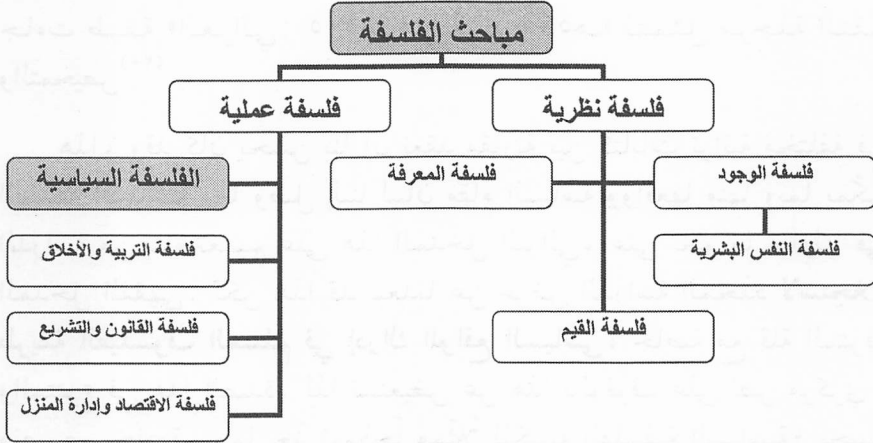 مباحث الفلسفة
فلسفة نظرية
فلسفة عملية
فلسفة الوجود
فلسفة المعرفة
الفلسفة السياسية
فلسفة النفس البشرية
فلسفة التربية والأخلاق
فلسفة القيم
فلسفة القانون والتشريع
فلسفة الاقتصاد وإدارة المنزل